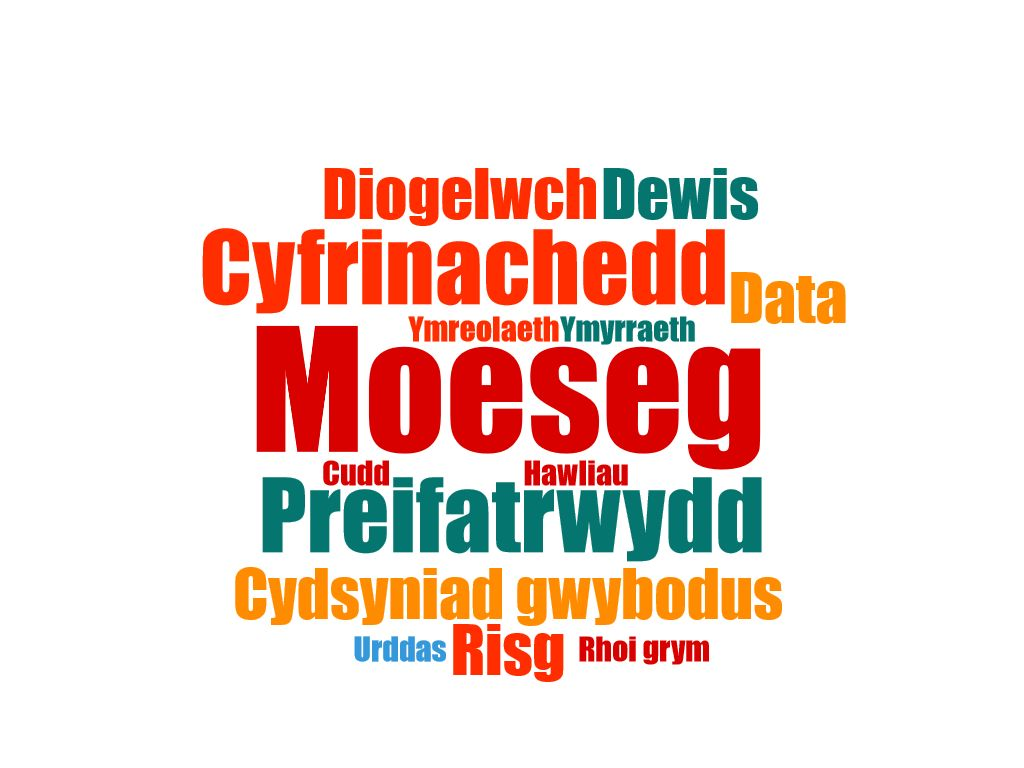 Diogelwch Dewis
Cyfrinachedd
Data
Ymreolaeth Ymyrraeth
Moeseg
Cudd Hawliau
Preifatrwydd
Cydsyniad gwybodus
Urddas Risg Rhoi grym